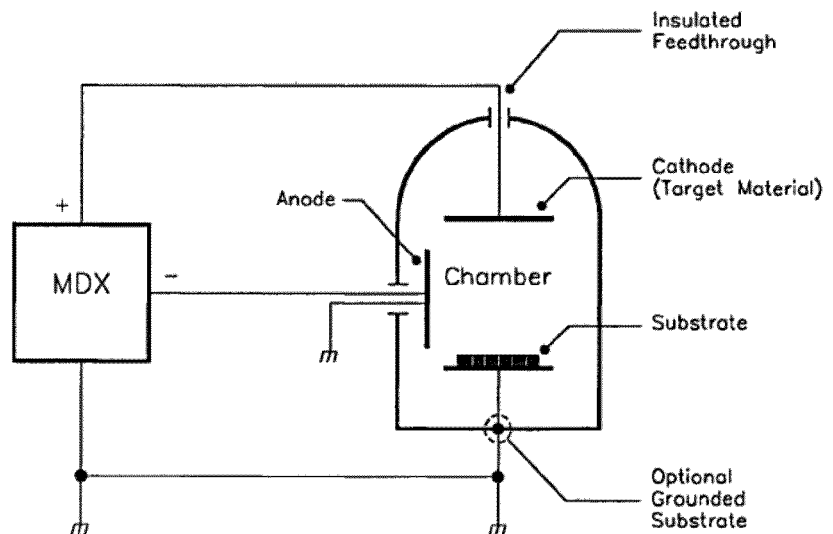 Insulated
Feedthrough
Cathode
(Target Material)
Anode
+
MDX
−
Chamber
Substrate
Optional
Grounded
Substrate